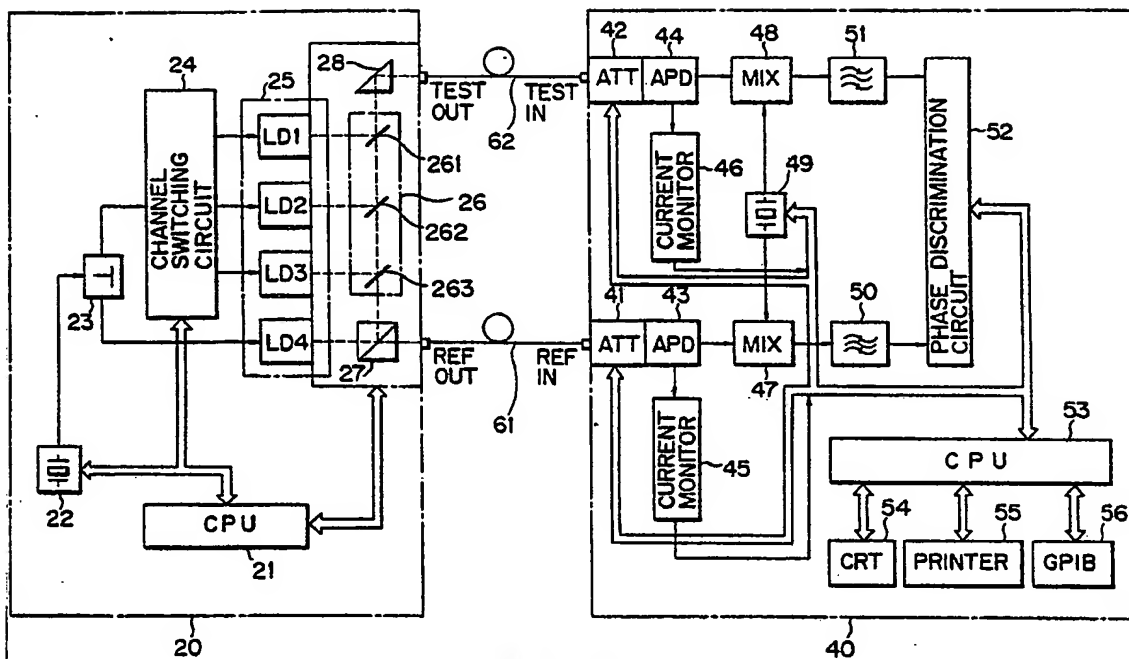 24
CHANNEL
SWITCHING
CIRCUIT
25
LD1
LD2
LD3
LD4
28
261
26
262
263
27
23
22
CPU
21
20
TEST
OUT
TEST
IN
62
REF
OUT
REF
IN
61
42
44
48
51
ATT
APD
MIX
CURRENT
MONITOR
46
49
52
PHASE DISCRIMINATION
CIRCUIT
41
43
50
ATT
APD
MIX
47
CURRENT
MONITOR
45
53
CPU
54
55
56
CRT
PRINTER
GPIB
40